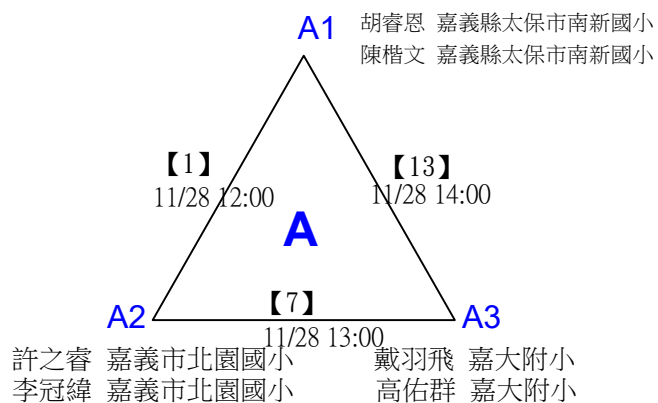 A1
胡睿恩 嘉義縣太保市南新國小
陳楷文 嘉義縣太保市南新國小
【1】
11/28 12:00
【13】
11/28 14:00
A
A2
【7】
11/28 13:00
A3
許之睿 嘉義市北園國小
李冠緯 嘉義市北園國小
戴羽飛 嘉大附小
高佑群 嘉大附小